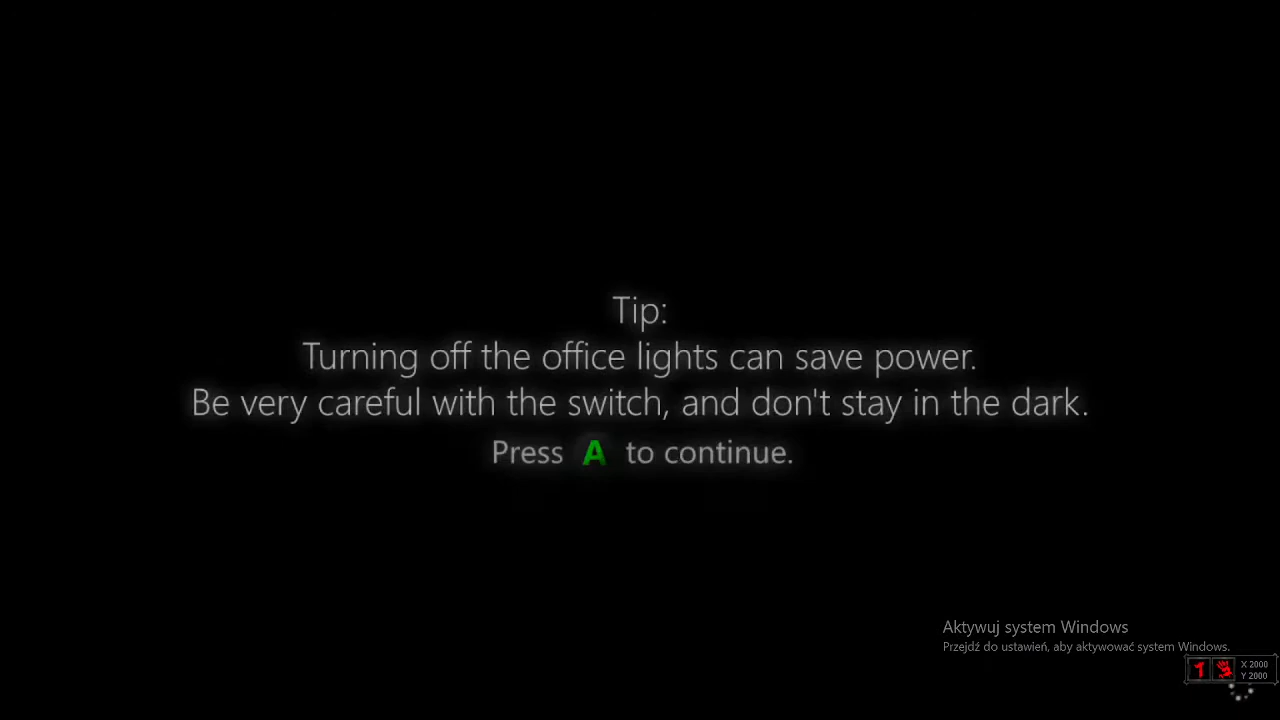 Tip:
Turning off the office lights can save power.
Be very careful with the switch, and don't stay in the dark.
Press A to continue.
Aktywuj system Windows
Przejdź do ustawień, aby aktywować system Windows.
1
X 2000
Y 2000